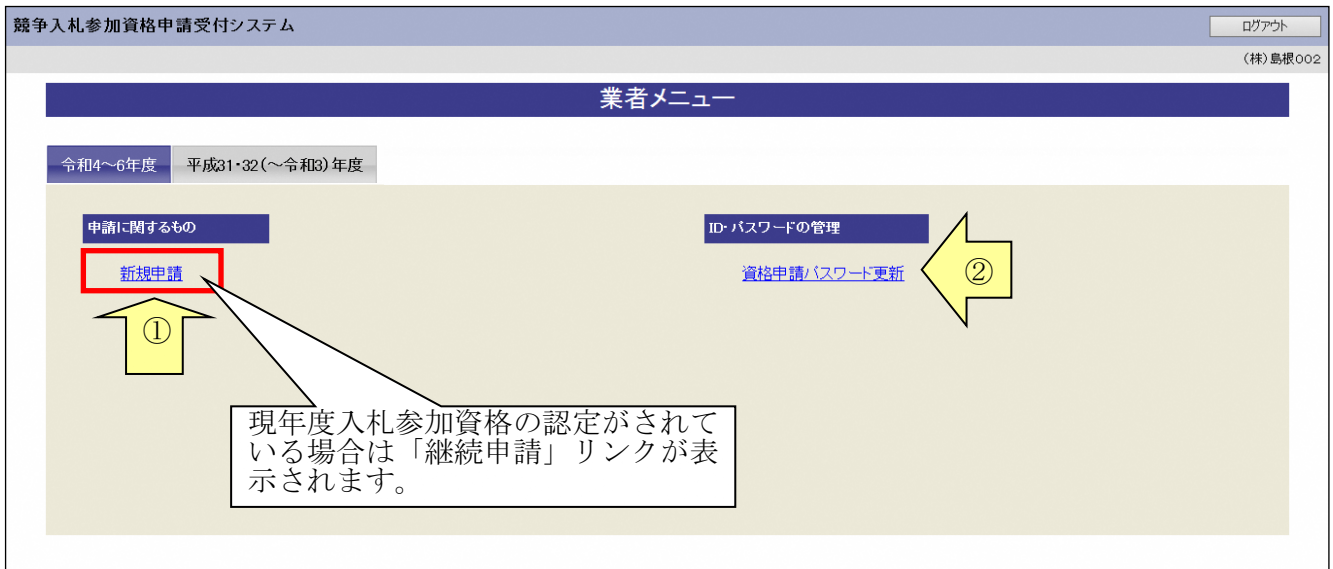 競争入札参加資格申請受付システム
ログアウト
(株)島根002
業者メニュー
令和4～6年度
平成31・32(～令和3)年度
申請に関するもの
ID・パスワードの管理
新規申請
資格申請パスワード更新
②
①
現年度入札参加資格の認定がされて
いる場合は「継続申請」リンクが表
示されます。